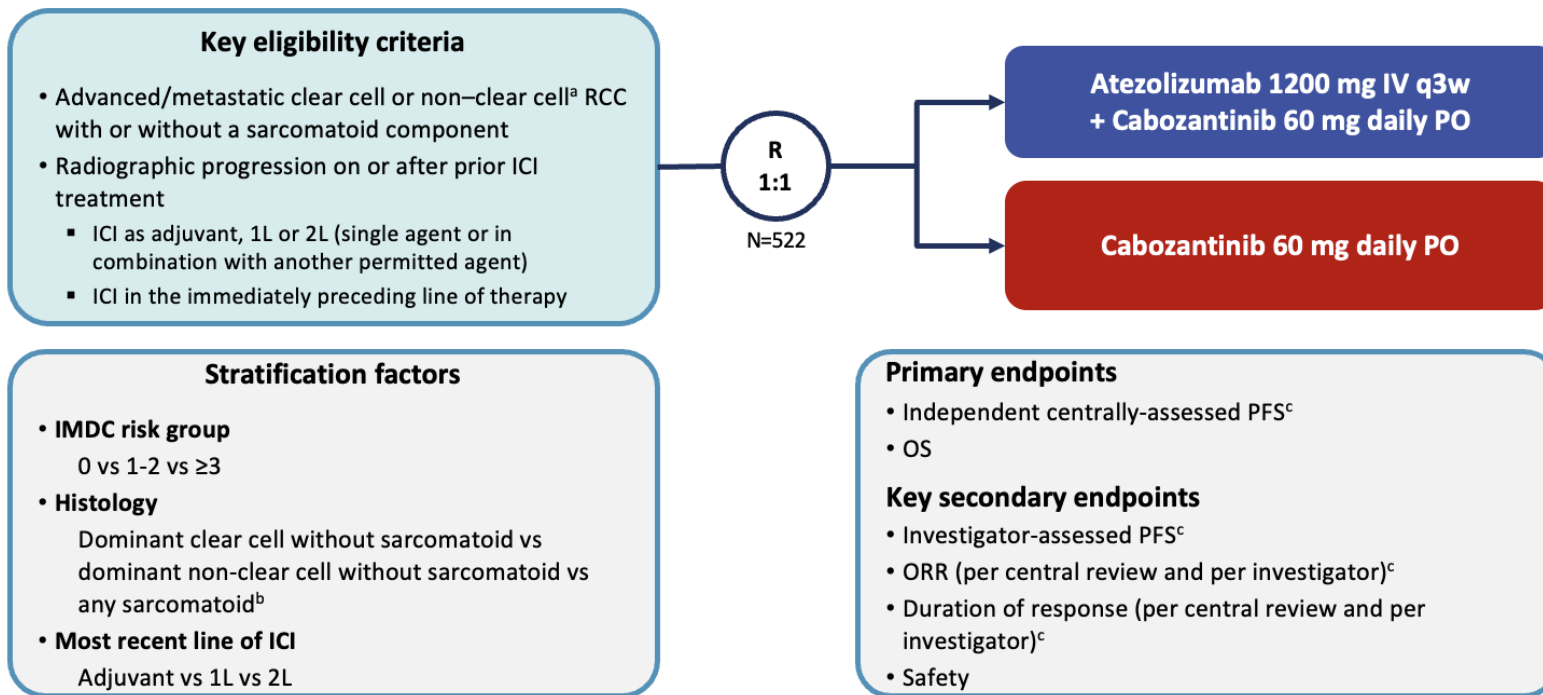 Key eligibility criteria
• Advanced/metastatic clear cell or non–clear cellᵃ RCC
with or without a sarcomatoid component
• Radiographic progression on or after prior ICI
treatment
▪ ICI as adjuvant, 1L or 2L (single agent or in
combination with another permitted agent)
▪ ICI in the immediately preceding line of therapy
R
1:1
N=522
Atezolizumab 1200 mg IV q3w
+ Cabozantinib 60 mg daily PO
Cabozantinib 60 mg daily PO
Stratification factors
• IMDC risk group
0 vs 1-2 vs ≥3
• Histology
Dominant clear cell without sarcomatoid vs
dominant non-clear cell without sarcomatoid vs
any sarcomatoidᵇ
• Most recent line of ICI
Adjuvant vs 1L vs 2L
Primary endpoints
• Independent centrally-assessed PFSᶜ
• OS
Key secondary endpoints
• Investigator-assessed PFSᶜ
• ORR (per central review and per investigator)ᶜ
• Duration of response (per central review and per
investigator)ᶜ
• Safety